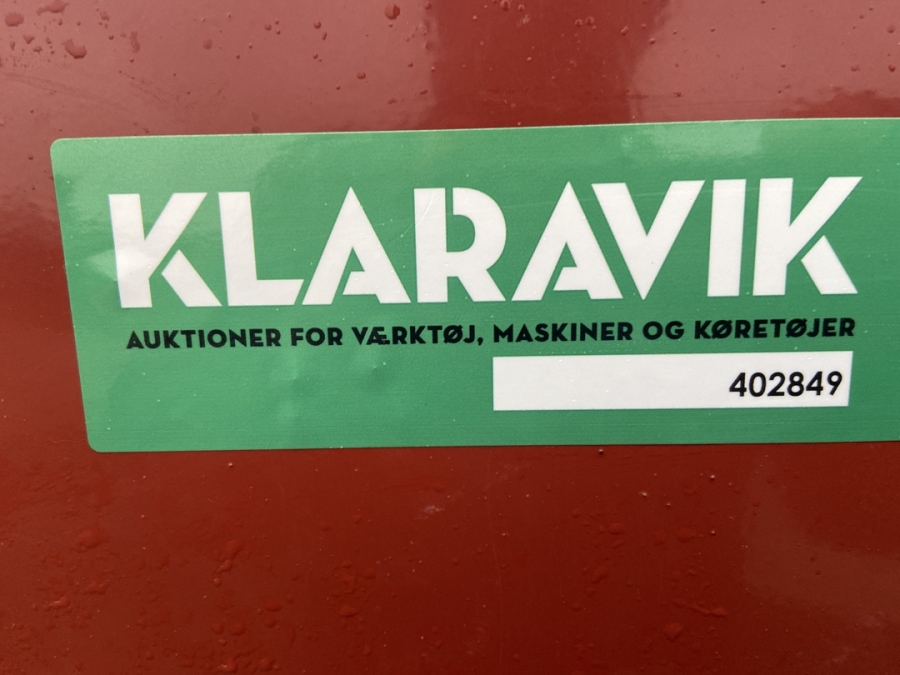 KLARAVIK
AUKTIONER FOR VÆRKTØJ, MASKINER OG KØRETØJER
402849